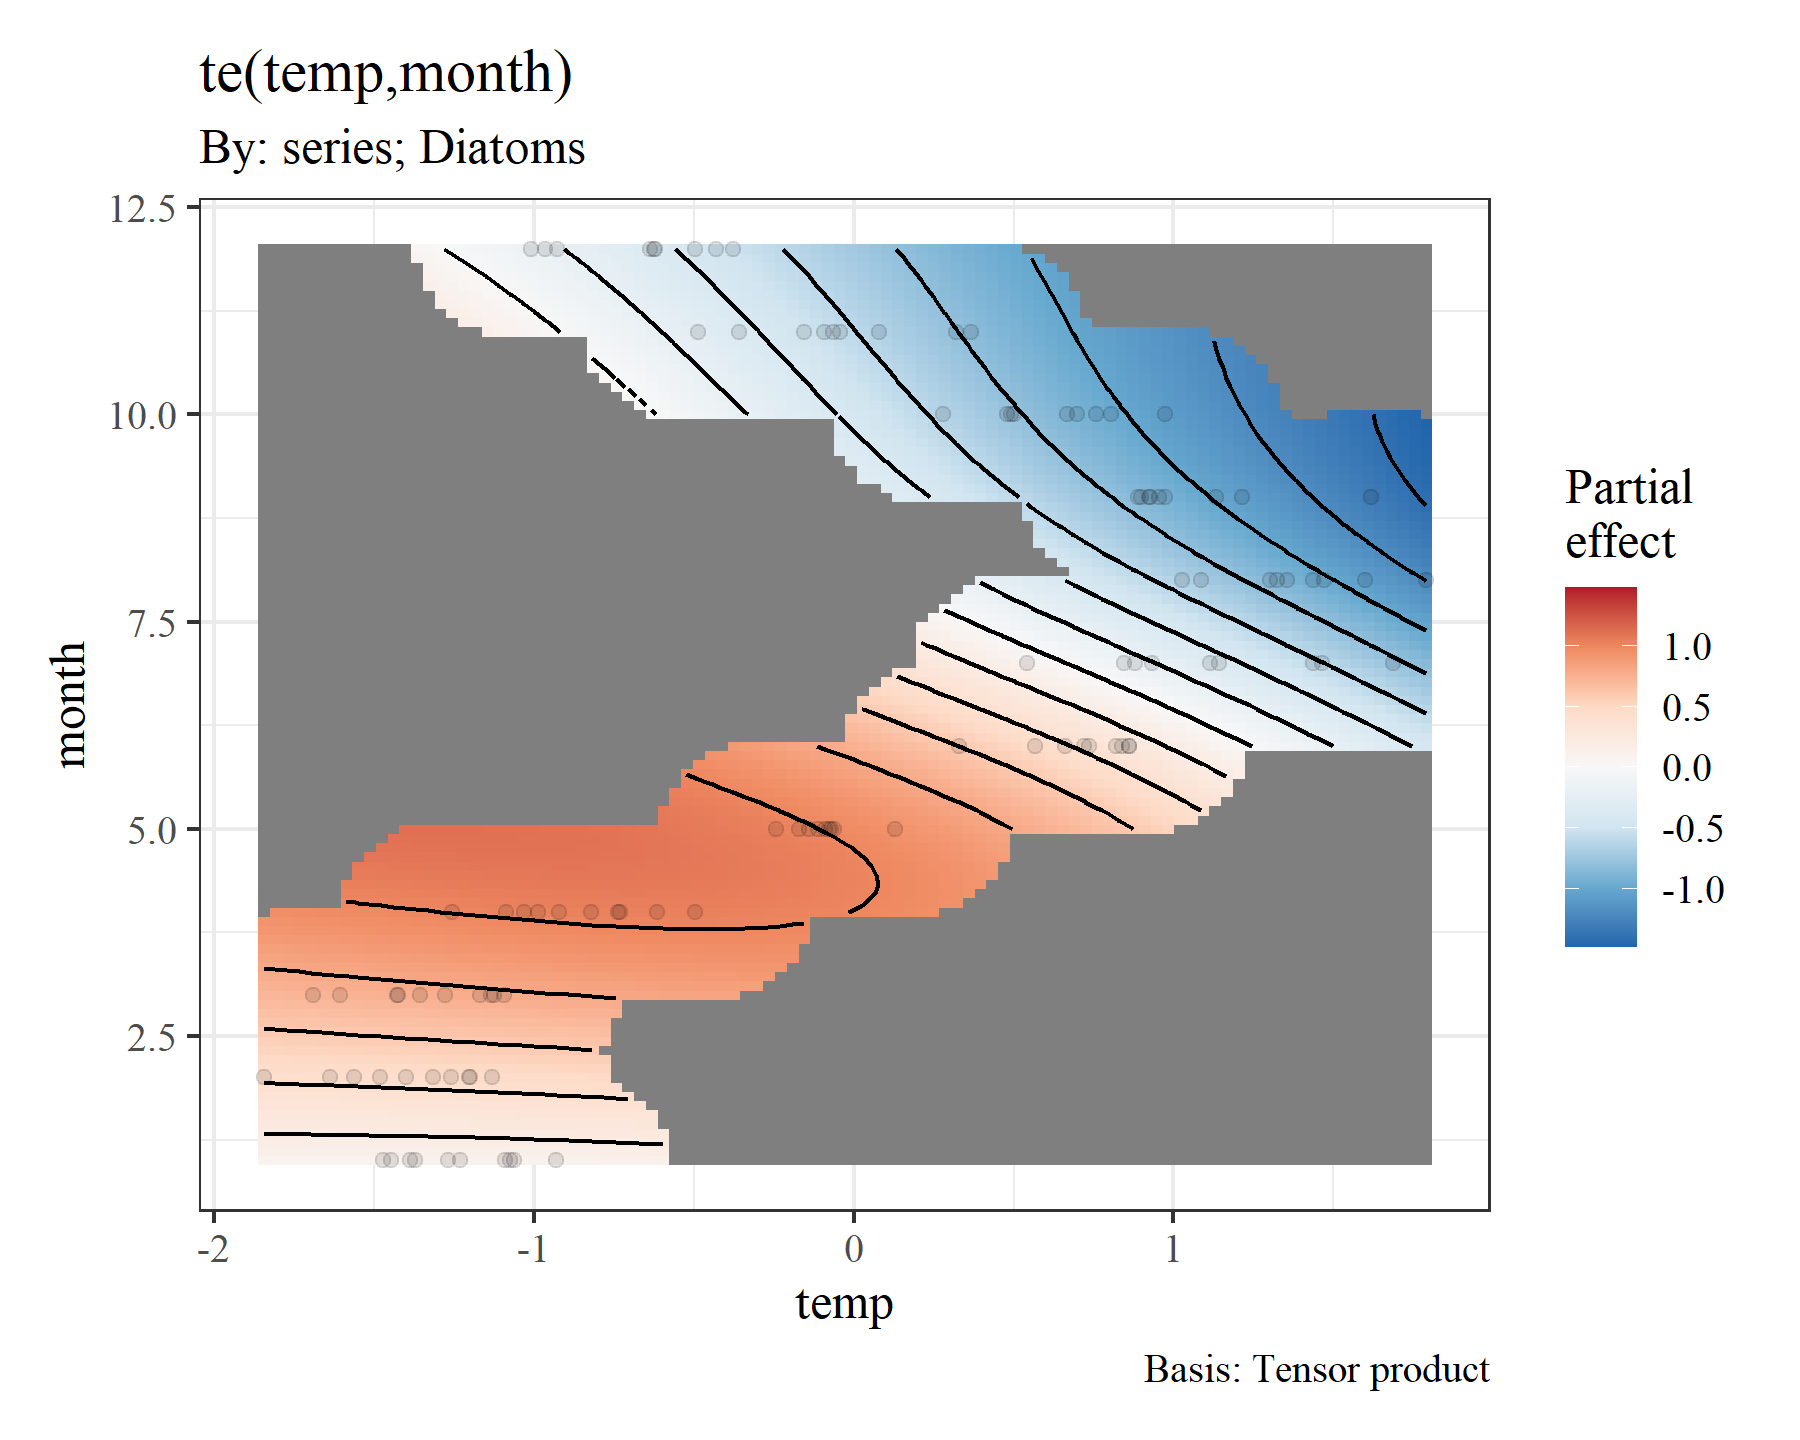 te(temp,month)
By: series; Diatoms
12.5
10.0
7.5
5.0
2.5
month
-2
-1
0
1
temp
Partial
effect
1.0
0.5
0.0
-0.5
-1.0
Basis: Tensor product